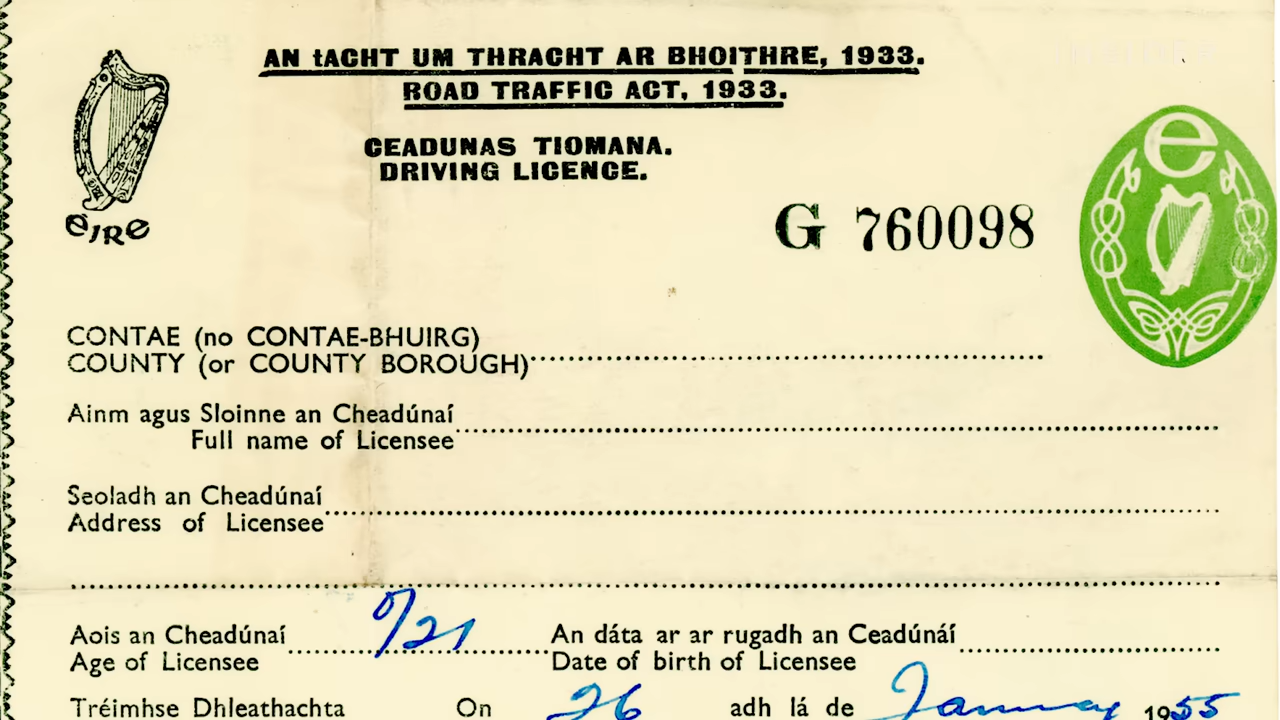 AN tACHT UM THRACHT AR BHOITHRE, 1933.
ROAD TRAFFIC ACT, 1933.
CEADUNAS TIOMANA.
DRIVING LICENCE.
éIRe
e
G 760098
CONTAE (no CONTAE-BHUIRG)
COUNTY (or COUNTY BOROUGH)
Ainm agus Sloinne an Cheadúnaí
Full name of Licensee
Seoladh an Cheadúnaí
Address of Licensee
Aois an Cheadúnaí O/21 An dáta ar ar rugadh an Ceadúnáí
Age of Licensee Date of birth of Licensee
Tréimhse Dhleathachta On 26 adh lá de January 1955